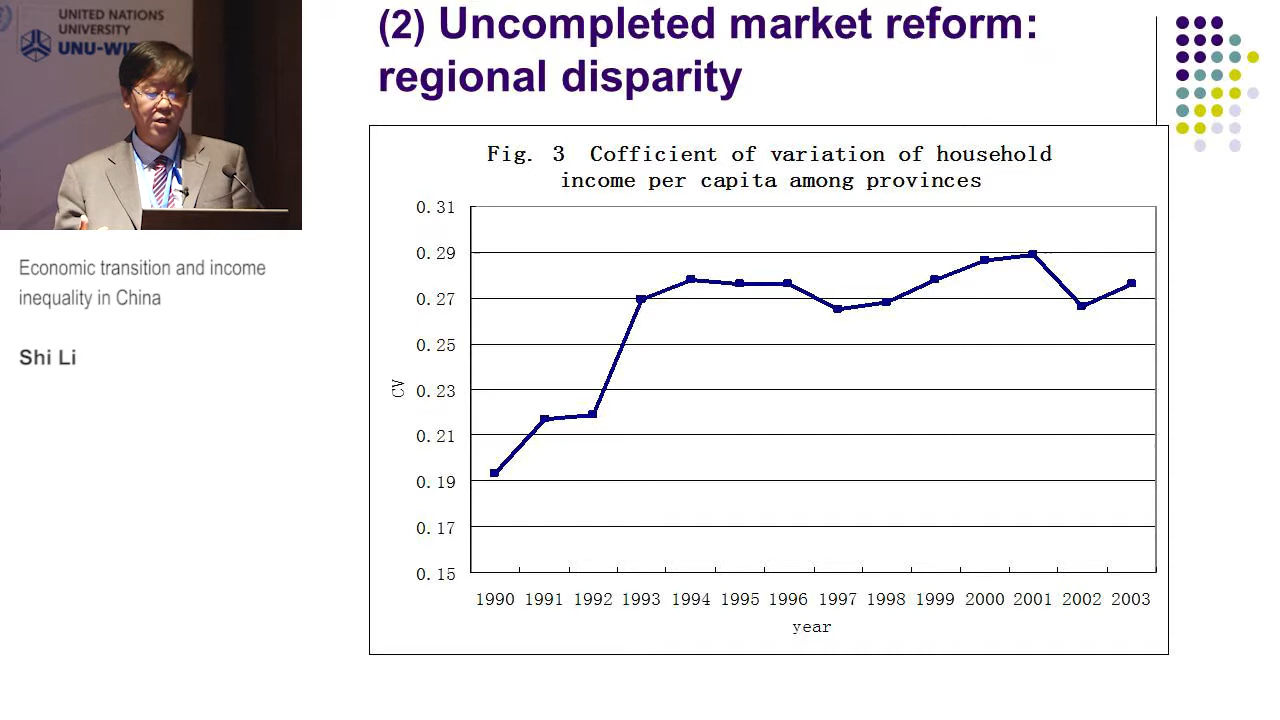 UNITED NATIONS
UNIVERSITY
UNU-WI
(2) Uncompleted market reform:
regional disparity
Economic transition and income
inequality in China
Shi Li
Fig. 3 Cofficient of variation of household
income per capita among provinces
0.31
0.29
0.27
0.25
0.23
0.21
0.19
0.17
0.15
CV
1990 1991 1992 1993 1994 1995 1996 1997 1998 1999 2000 2001 2002 2003
year